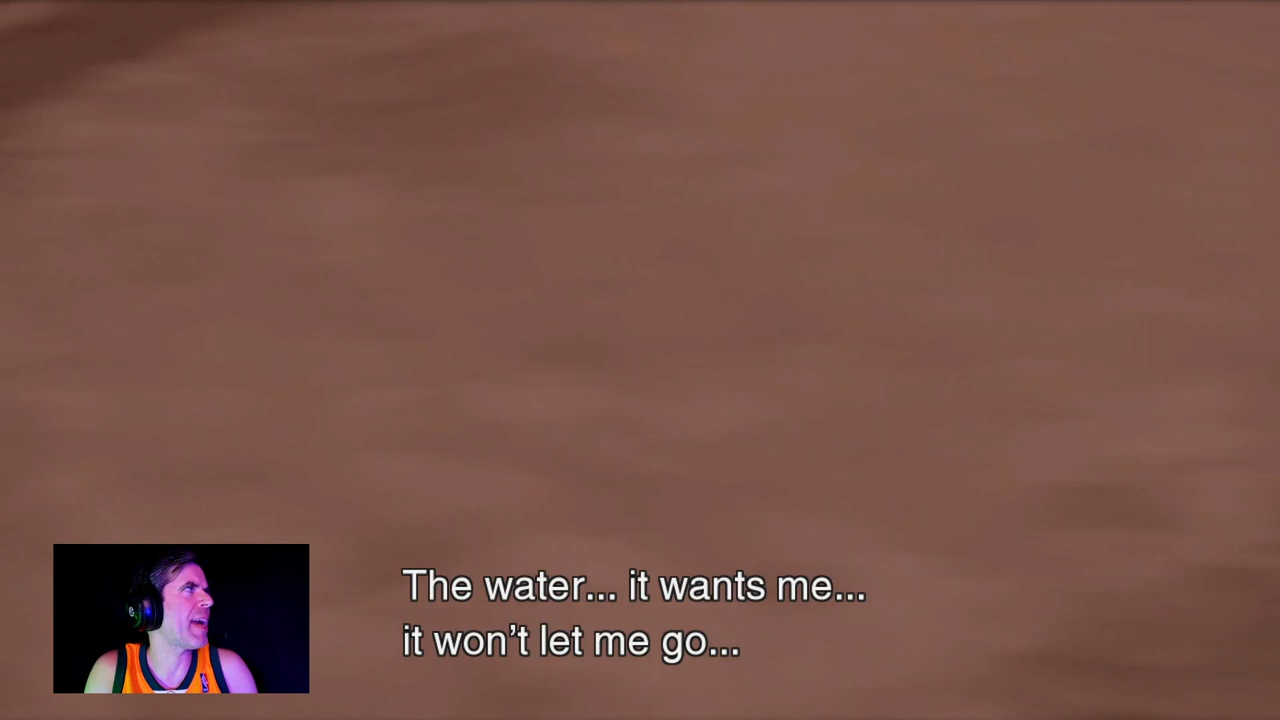 The water... it wants me...
it won’t let me go...